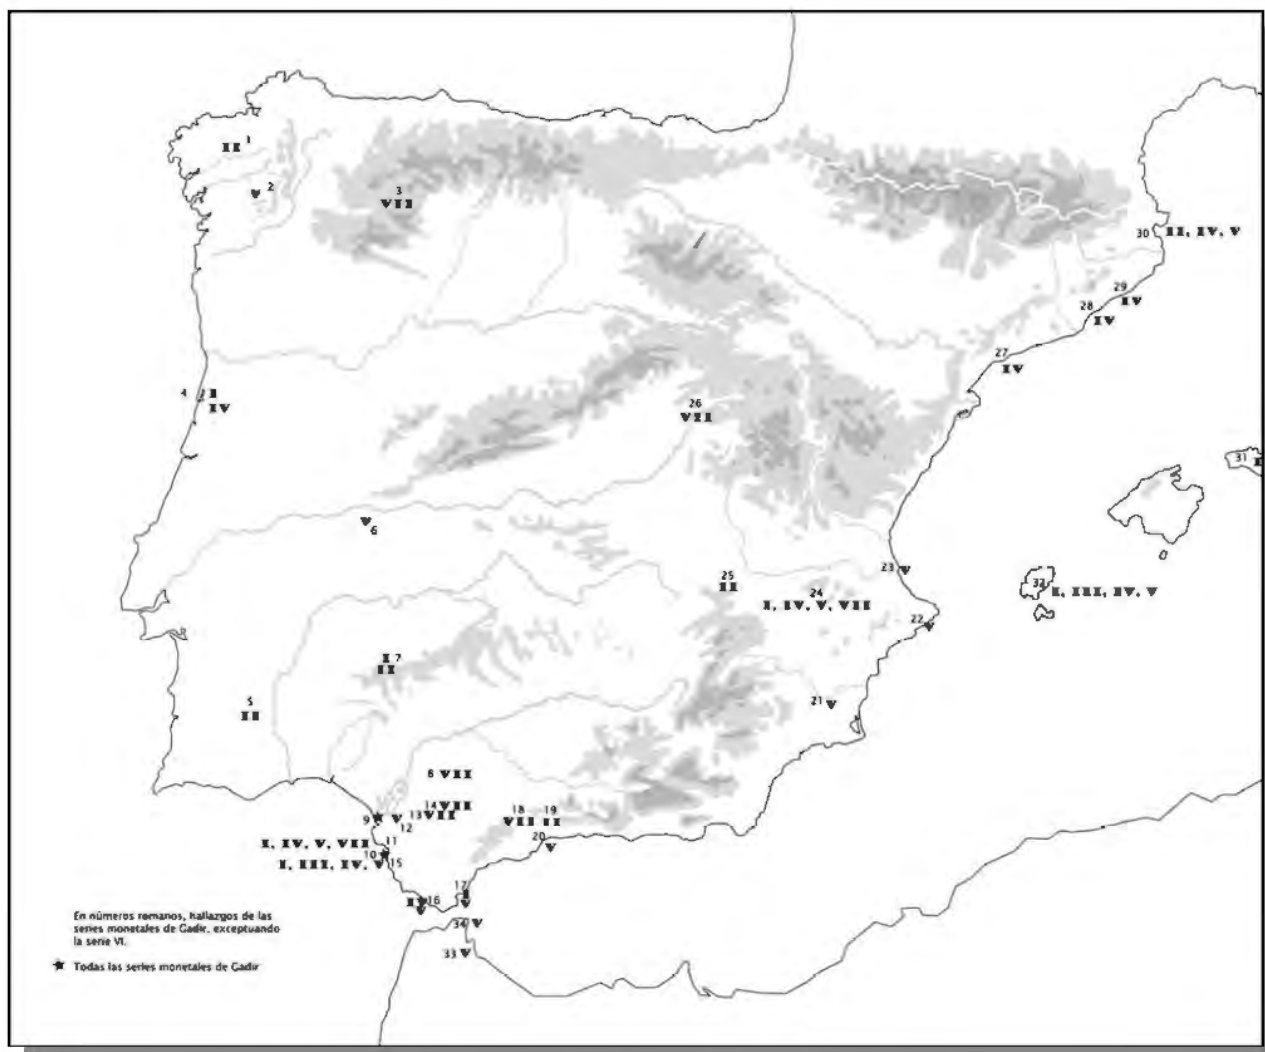 II 1
V 2
3
VII
30 II, IV, V
29
IV
28
IV
27
IV
4 I
IV
26
VII
31 I
V
6
23 V
25
II
24
I, IV, V, VII
32 I, III, IV, V
22 V
I 7
II
5
II
21 V
8 VII
14 VII
13 VII
9 ★ V
12
18 19
VII II
20
V
I, IV, V, VII 11
10 ★
I, III, IV, V 15
17
V
IV 16
V
34 V
33 V
En números romanos, hallazgos de las
series monetales de Gadir, exceptuando
la serie VI.
★ Todas las series monetales de Gadir